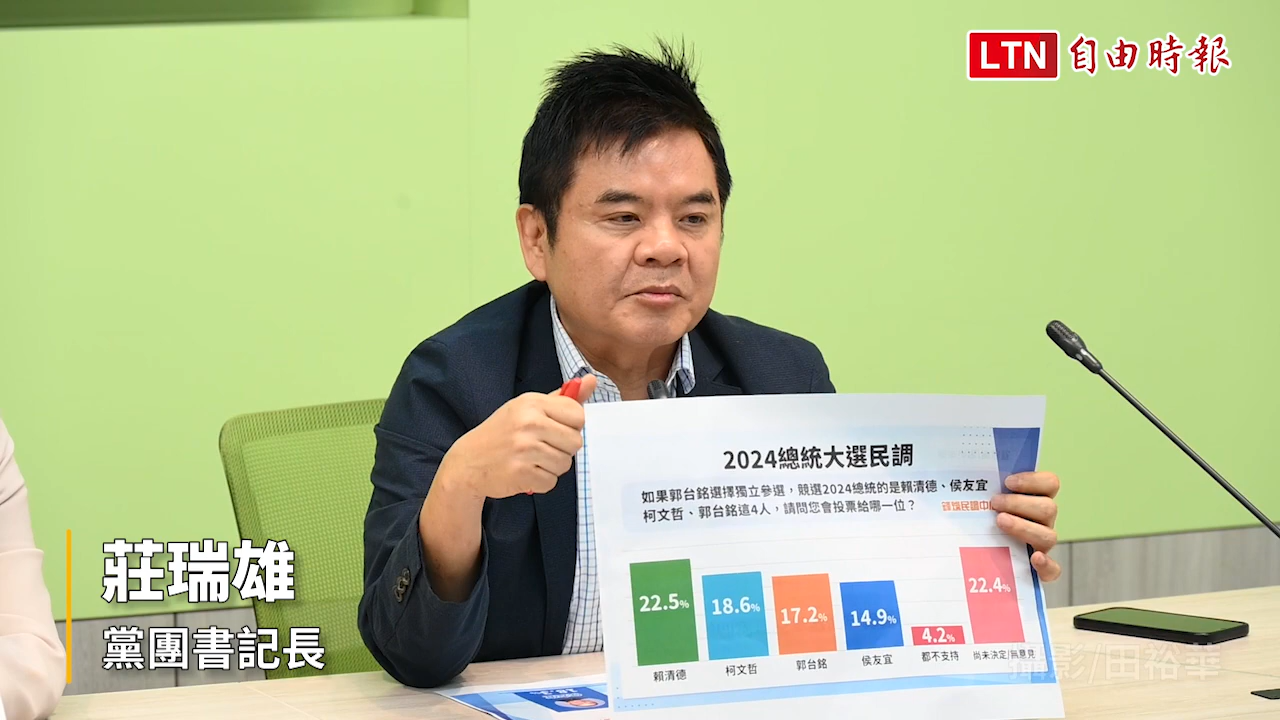 LTN 自由時報
2024總統大選民調
如果郭台銘選擇獨立參選，競選2024總統的是賴清德、侯友宜
柯文哲、郭台銘這4人，請問您會投票給哪一位？
22.5%
18.6%
17.2%
14.9%
4.2%
22.4%
賴清德
柯文哲
郭台銘
侯友宜
都不支持
尚未決定/無意見
莊瑞雄
黨團書記長
攝影/田裕華